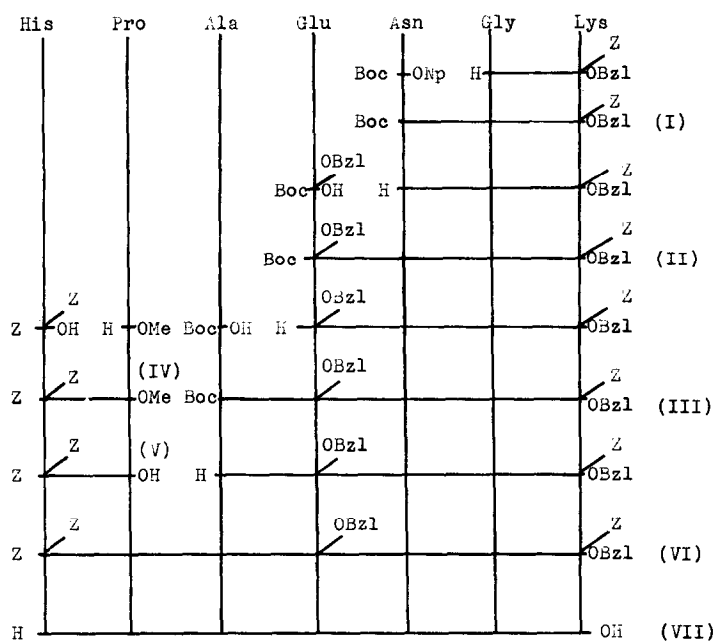 His Pro Ala Glu Asn Gly Lys
Z
Boc ONp H OBzl
Z
Boc OBzl (I)
OBzl Z
Boc OH H OBzl
OBzl Z
Boc OBzl (II)
Z OBzl Z
Z OH H OMe Boc OH H OBzl
Z (IV) OBzl Z
Z OMe Boc OBzl (III)
Z (V) OBzl Z
Z OH H OBzl
Z OBzl Z
Z OBzl (VI)
H OH (VII)